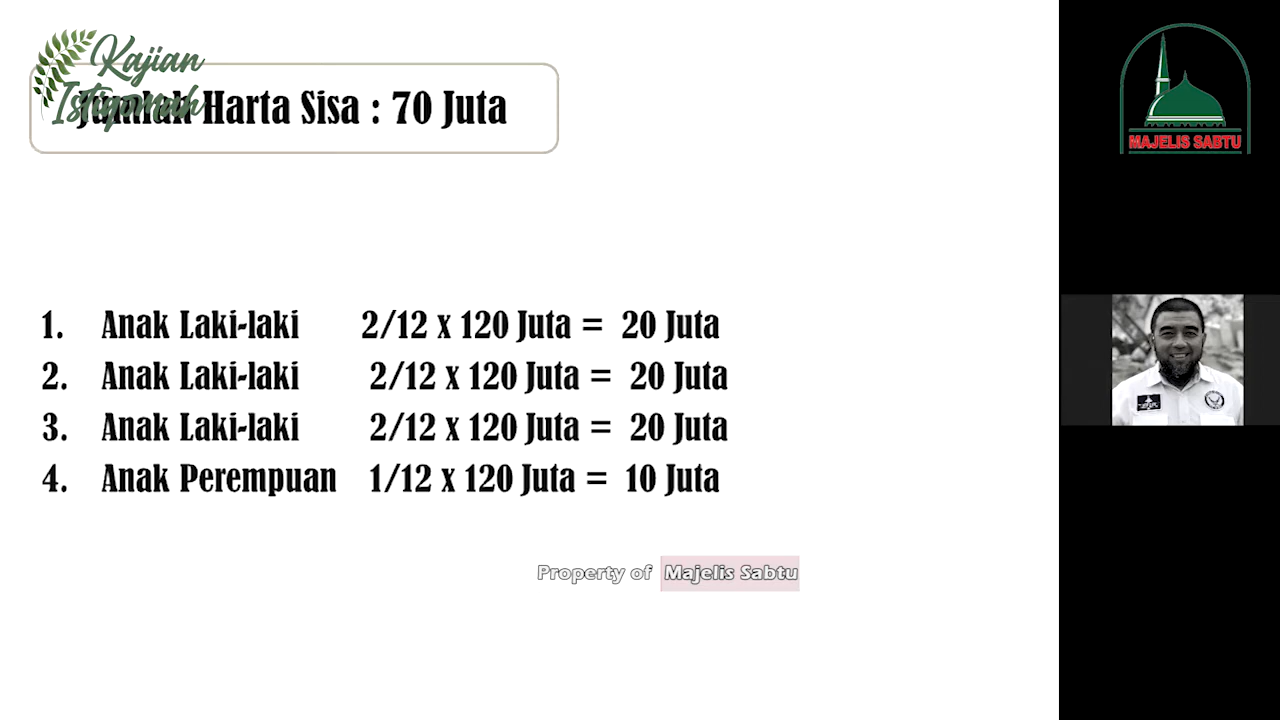 Kajian
Istiqomah
Jumlah Harta Sisa : 70 Juta
MAJELIS SABTU
1. Anak Laki-laki 2/12 x 120 Juta = 20 Juta
2. Anak Laki-laki 2/12 x 120 Juta = 20 Juta
3. Anak Laki-laki 2/12 x 120 Juta = 20 Juta
4. Anak Perempuan 1/12 x 120 Juta = 10 Juta
Property of Majelis Sabtu